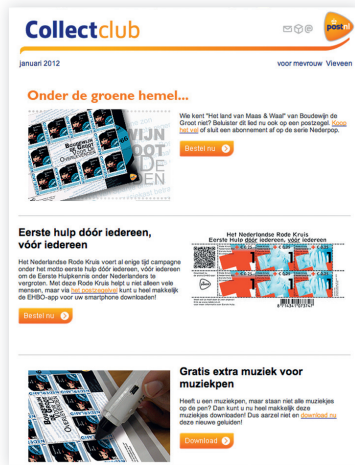 Collectclub
postnl
januari 2012
voor mevrouw Vieveen
Onder de groene hemel...
We kent "Het land van Maas & Waal" van Boudewijn de
Groot niet? Beluister dit lied nu ook op een postzegel. Koop
het vel of sluit een abonnement af op de serie Nederpop.
Bestel nu
Eerste hulp dóór iedereen,
vóór iedereen
Het Nederlandse Rode Kruis voert al enige tijd campagne
onder het motto eerste hulp dóór iedereen, vóór iedereen
om de Eerste Hulpkennis onder Nederlanders te
vergroten. Met deze Rode Kruis helpt u niet alleen vele
mensen, maar via het postzegelvel kunt u heel makkelijk
de EHBO-app voor uw smartphone downloaden!
Bestel nu
Het Nederlandse Rode Kruis
Eerste Hulp dóór iedereen, vóór iedereen
Gratis extra muziek voor
muziekpen
Heeft u een muziekpen, maar staan niet alle muziekjes
op de pen? Dan kunt u nu heel makkelijk deze
muziekjes downloaden! Dus aarzel niet en download nu
deze nieuwe geluiden!
Download